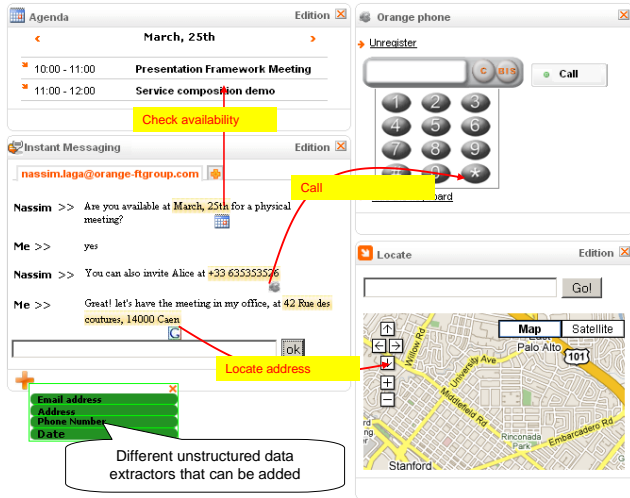 Agenda
Edition
March, 25th
10:00 - 11:00 Presentation Framework Meeting
11:00 - 12:00 Service composition demo
Check availability
Instant Messaging
Edition
nassim.laga@orange-ftgroup.com
Nassim >> Are you available at March, 25th for a physical
meeting?
Me >> yes
Nassim >> You can also invite Alice at +33 635353526
Me >> Great! let's have the meeting in my office, at 42 Rue des
coutures, 14000 Caen
G
ok
Call
Locate address
Email address
Address
Phone Number
Date
Different unstructured data
extractors that can be added
Orange phone
Unregister
C BIS
Call
1 2 3
4 5 6
7 8 9
# 0 *
Locate
Edition
Go!
Map Satellite
East
Palo Alto
101
Willow Rd
University Ave
Middlefield Rd
Embarcadero Rd
Rinconada
Park
Stanford